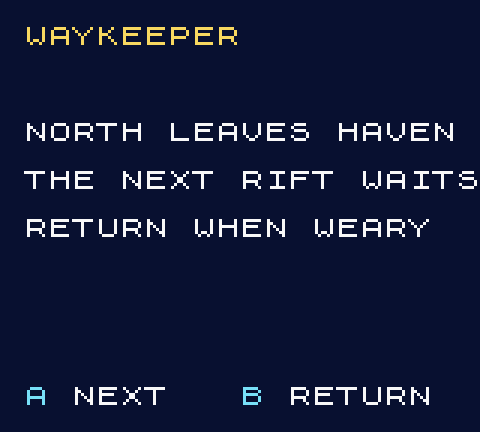 WAYKEEPER
NORTH LEAVES HAVEN
THE NEXT RIFT WAITS
RETURN WHEN WEARY
A NEXT B RETURN